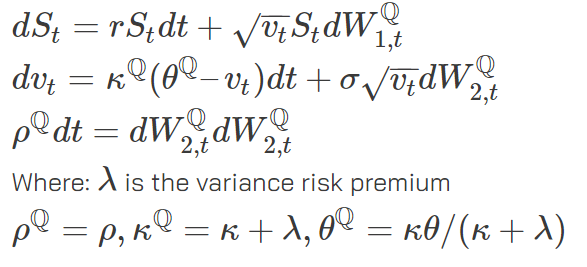 dS_t = rS_t dt + √v_t S_t dW^ℚ_{1,t}
dv_t = κ^ℚ(θ^ℚ – v_t)dt + σ√v_t dW^ℚ_{2,t}
ρ^ℚ dt = dW^ℚ_{2,t} dW^ℚ_{2,t}
Where: λ is the variance risk premium
ρ^ℚ = ρ, κ^ℚ = κ + λ, θ^ℚ = κθ/(κ + λ)